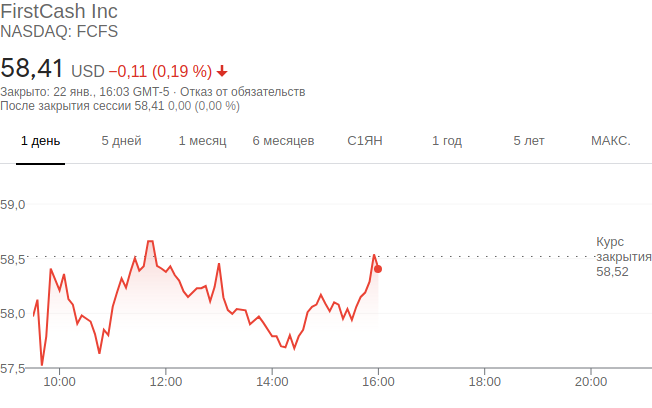 FirstCash Inc
NASDAQ: FCFS
58,41 USD −0,11 (0,19 %)
Закрыто: 22 янв., 16:03 GMT-5 · Отказ от обязательств
После закрытия сессии 58,41 0,00 (0,00 %)
1 день 5 дней 1 месяц 6 месяцев С1ЯН 1 год 5 лет МАКС.
59,0
Курс
58,5 закрытия
58,52
58,0
57,5
10:00 12:00 14:00 16:00 18:00 20:00